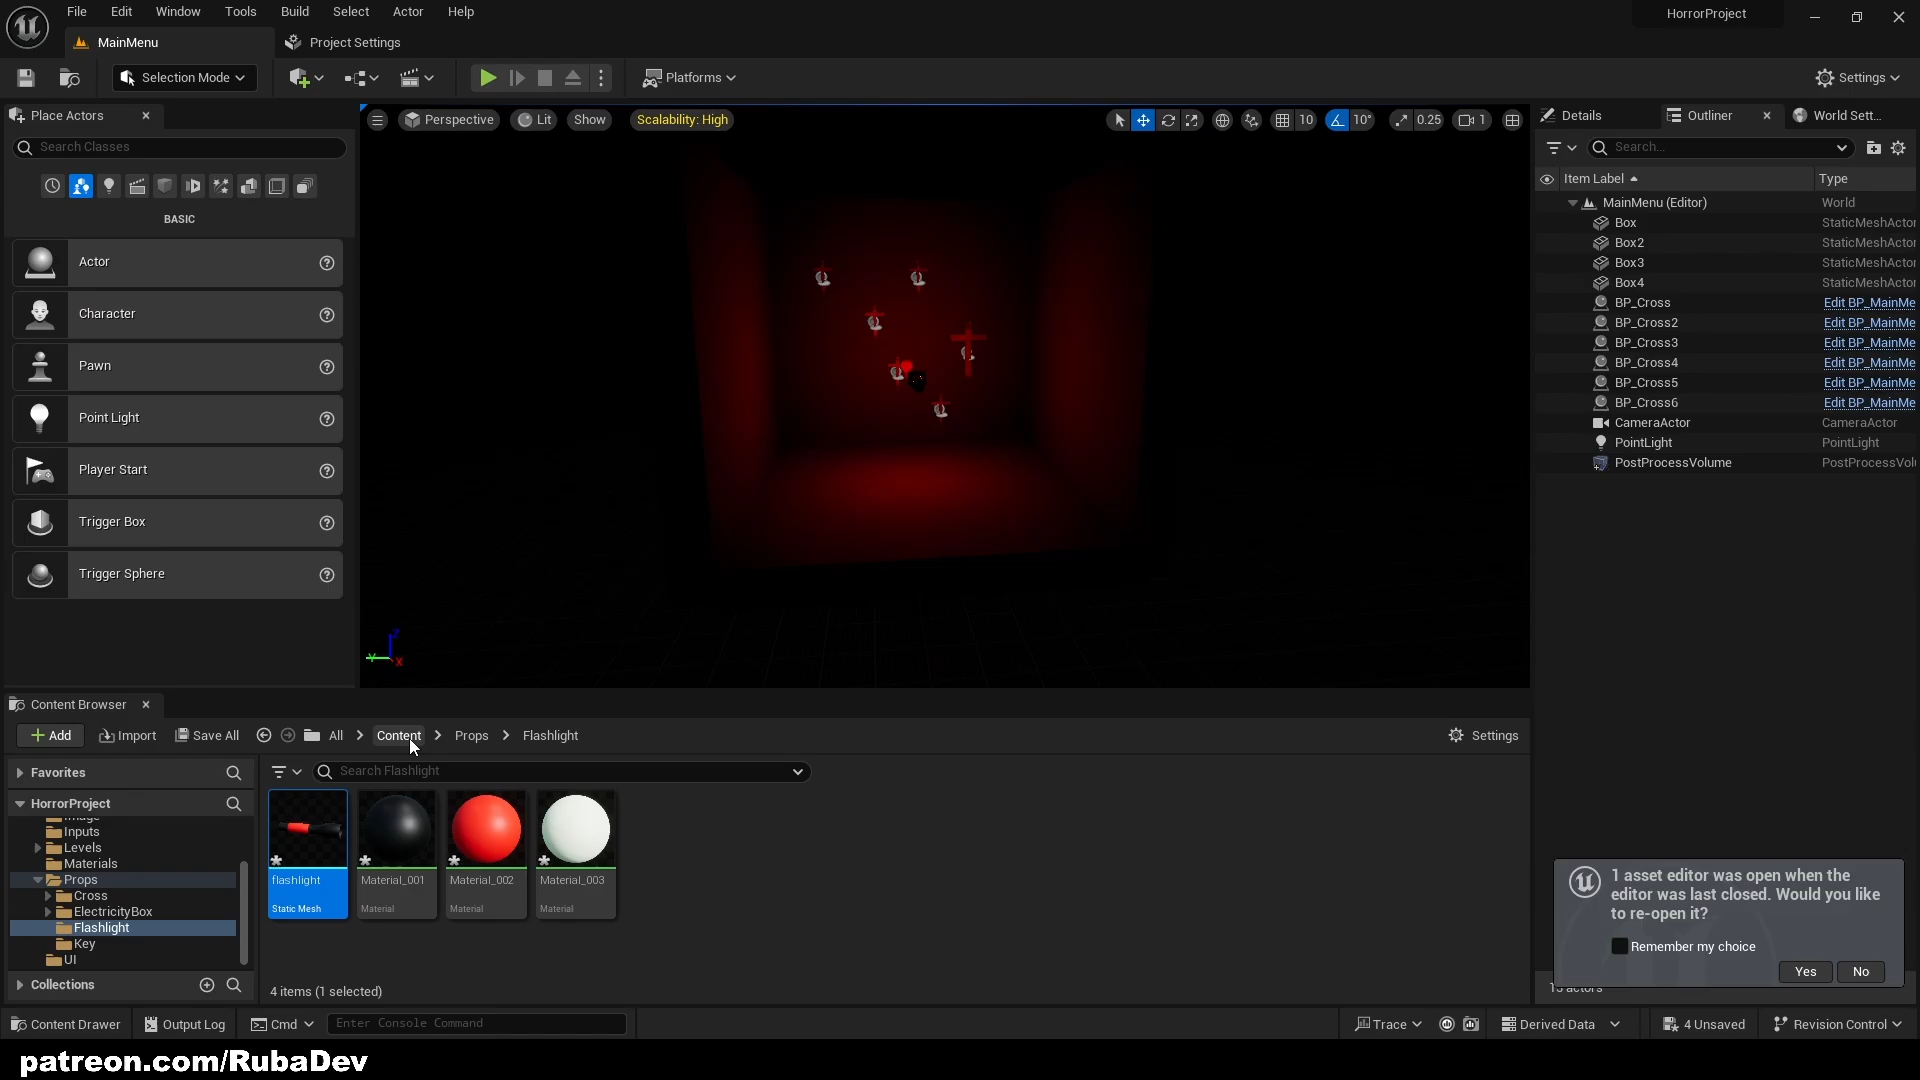 File Edit Window Tools Build Select Actor Help
HorrorProject
MainMenu
Project Settings
Selection Mode
Platforms
Settings
Place Actors
Search Classes
BASIC
Actor
Character
Pawn
Point Light
Player Start
Trigger Box
Trigger Sphere
Perspective
Lit
Show
Scalability: High
10
10°
0.25
1
Details
Outliner
World Sett...
Search...
Item Label
Type
MainMenu (Editor) World
Box StaticMeshActor
Box2 StaticMeshActor
Box3 StaticMeshActor
Box4 StaticMeshActor
BP_Cross Edit BP_MainMe
BP_Cross2 Edit BP_MainMe
BP_Cross3 Edit BP_MainMe
BP_Cross4 Edit BP_MainMe
BP_Cross5 Edit BP_MainMe
BP_Cross6 Edit BP_MainMe
CameraActor CameraActor
PointLight PointLight
PostProcessVolume PostProcessVolu
Z
Y
X
Content Browser
Add
Import
Save All
All
Content
Props
Flashlight
Settings
Favorites
HorrorProject
Inputs
Levels
Materials
Props
Cross
ElectricityBox
Flashlight
Key
UI
Collections
Search Flashlight
flashlight
Static Mesh
Material_001
Material
Material_002
Material
Material_003
Material
4 items (1 selected)
1 asset editor was open when the
editor was last closed. Would you like
to re-open it?
Remember my choice
Yes
No
Content Drawer
Output Log
Cmd
Enter Console Command
Trace
Derived Data
4 Unsaved
Revision Control
patreon.com/RubaDev